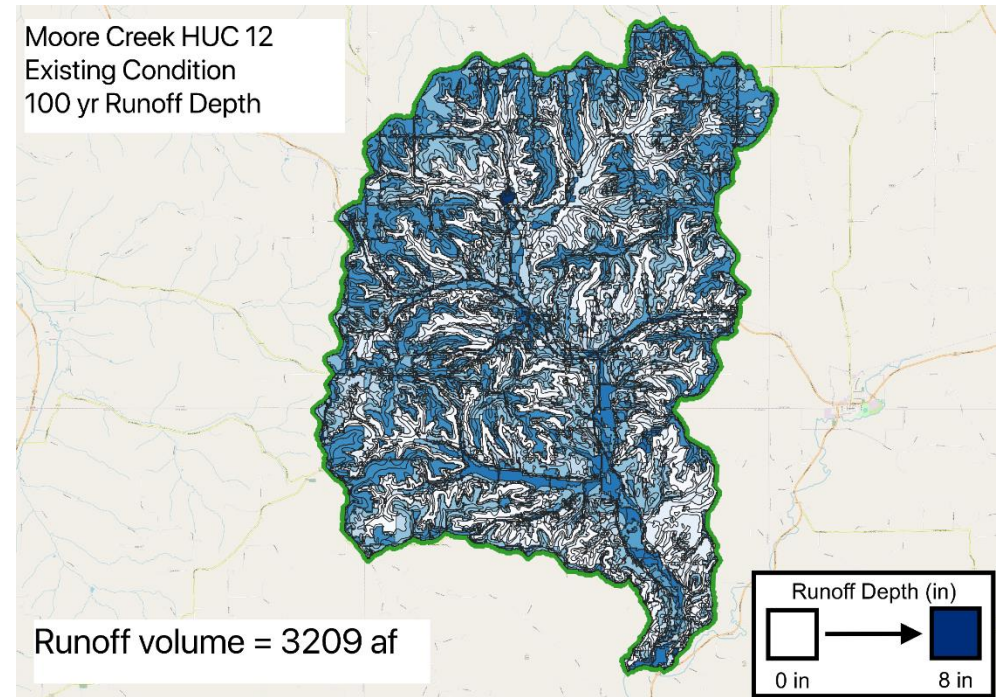 Moore Creek HUC 12
Existing Condition
100 yr Runoff Depth
Runoff volume = 3209 af
Runoff Depth (in)
0 in
8 in